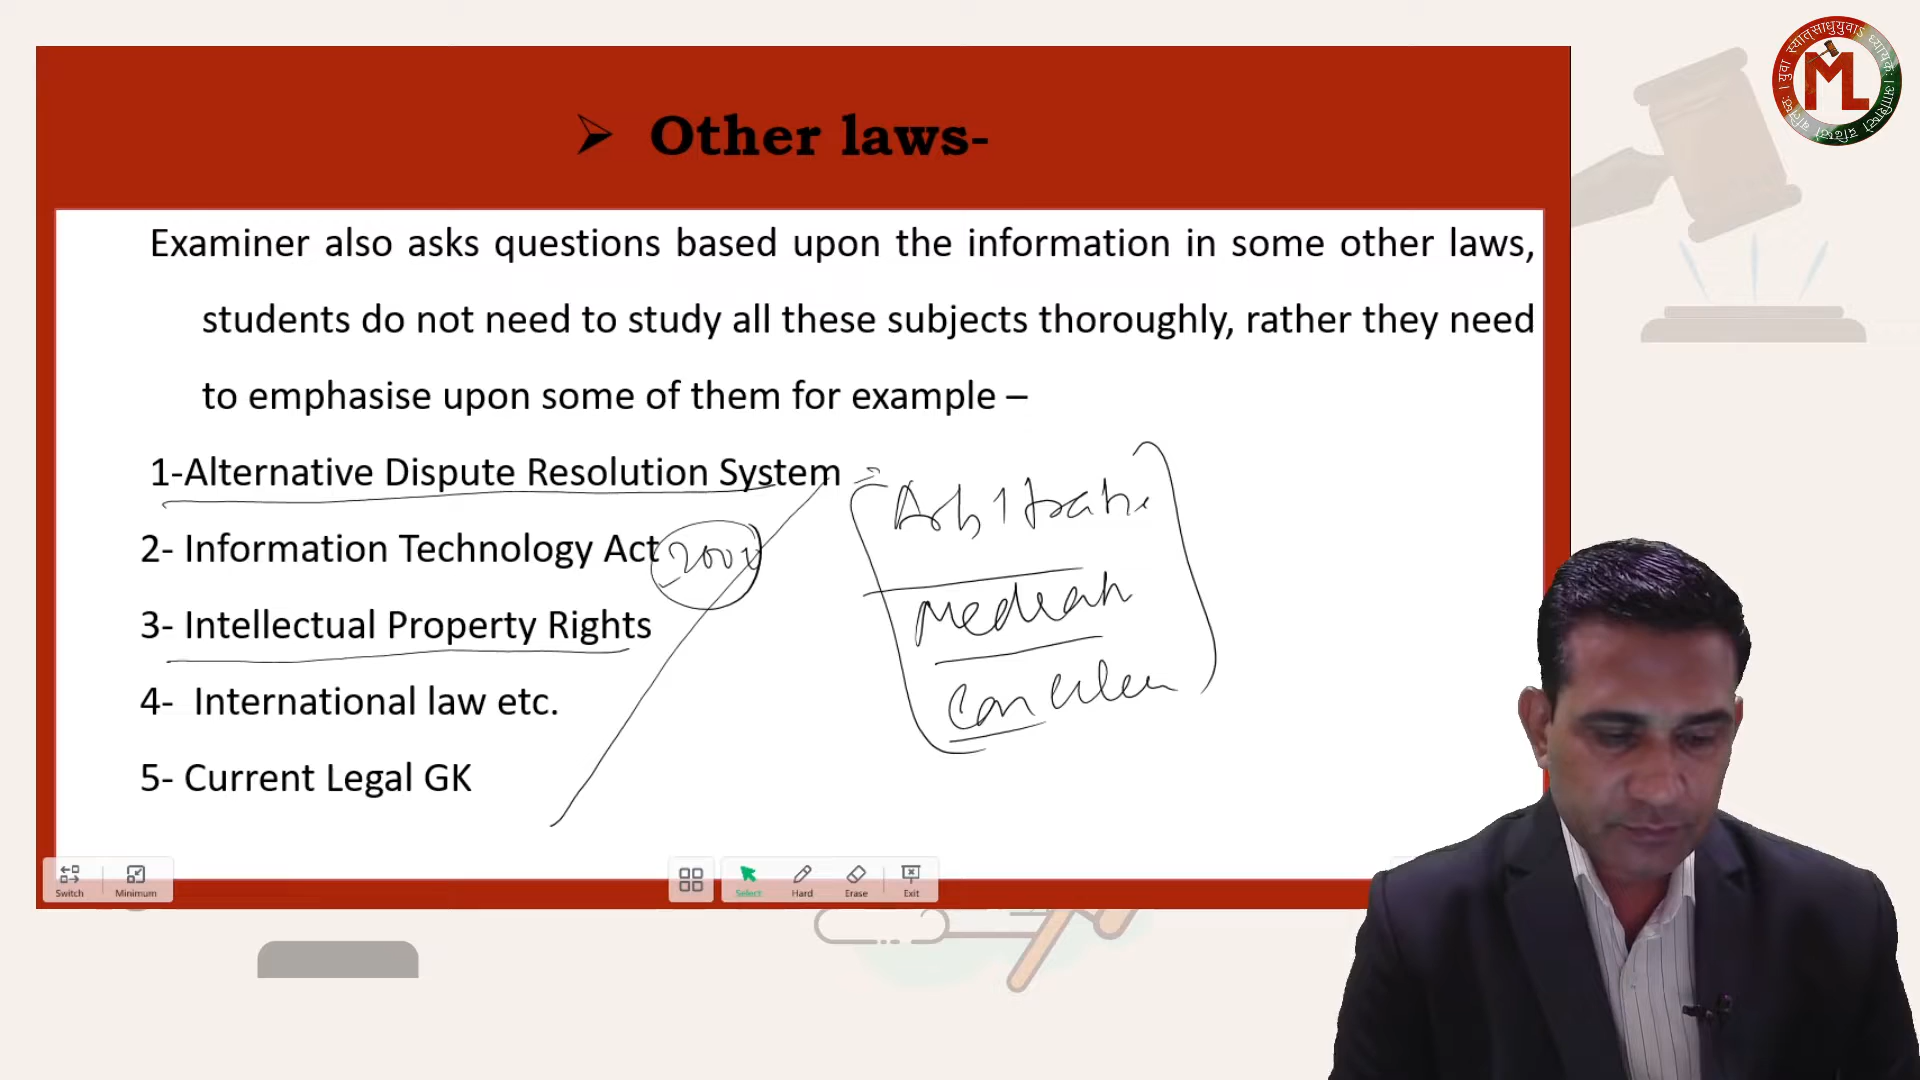 Other laws-
Examiner also asks questions based upon the information in some other laws,
students do not need to study all these subjects thoroughly, rather they need
to emphasise upon some of them for example –
1-Alternative Dispute Resolution System
2- Information Technology Act
3- Intellectual Property Rights
4- International law etc.
5- Current Legal GK
Switch
Minimum
Select
Hard
Erase
Exit
ML